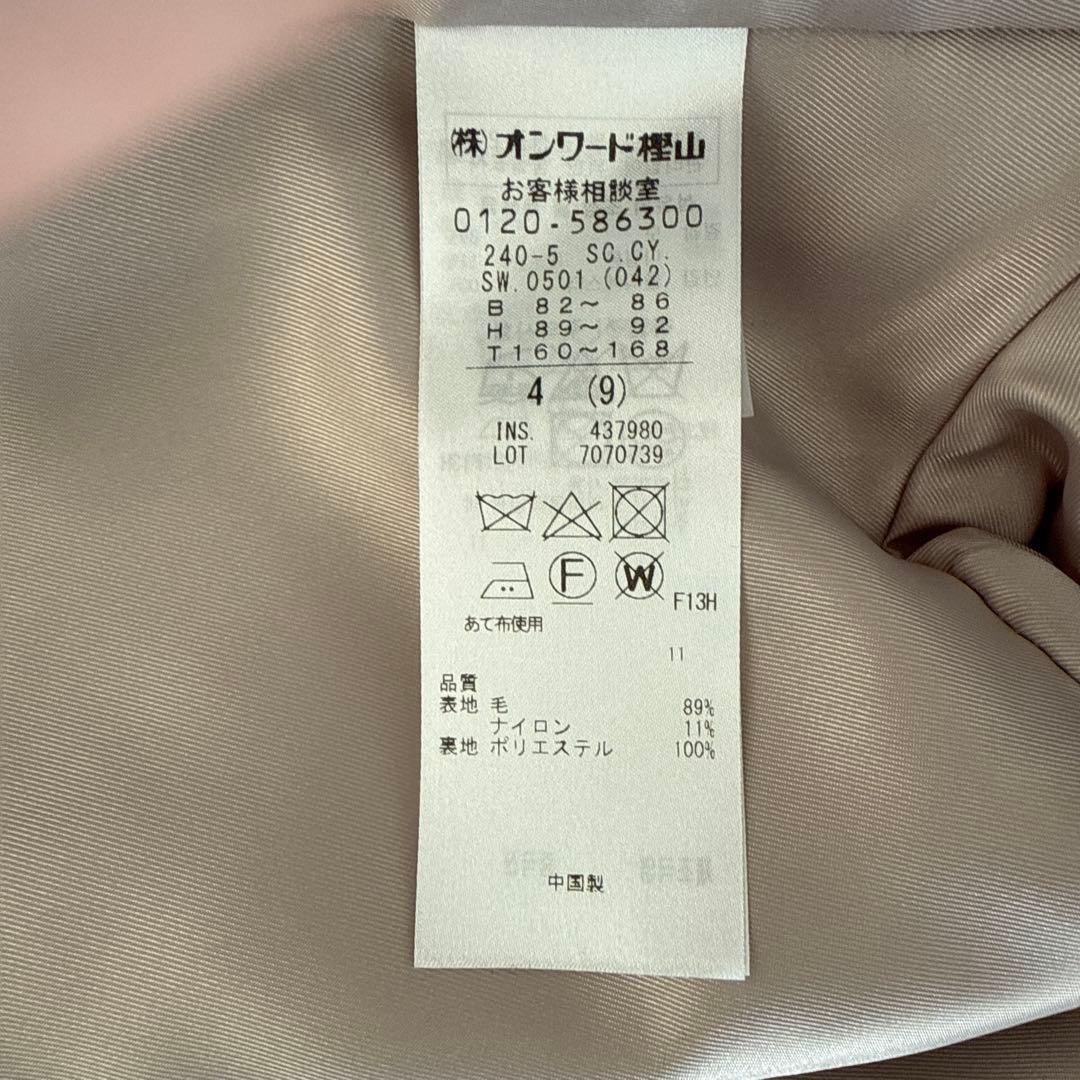 ㈱オンワード樫山
お客様相談室
0120-586300
240-5 SC.CY.
SW.0501(042)
B 82～ 86
H 89～ 92
T160～168
4 (9)
INS. 437980
LOT 7070739
F W F13H
あて布使用
11
品質
表地 毛 89%
ナイロン 11%
裏地 ポリエステル 100%
中国製